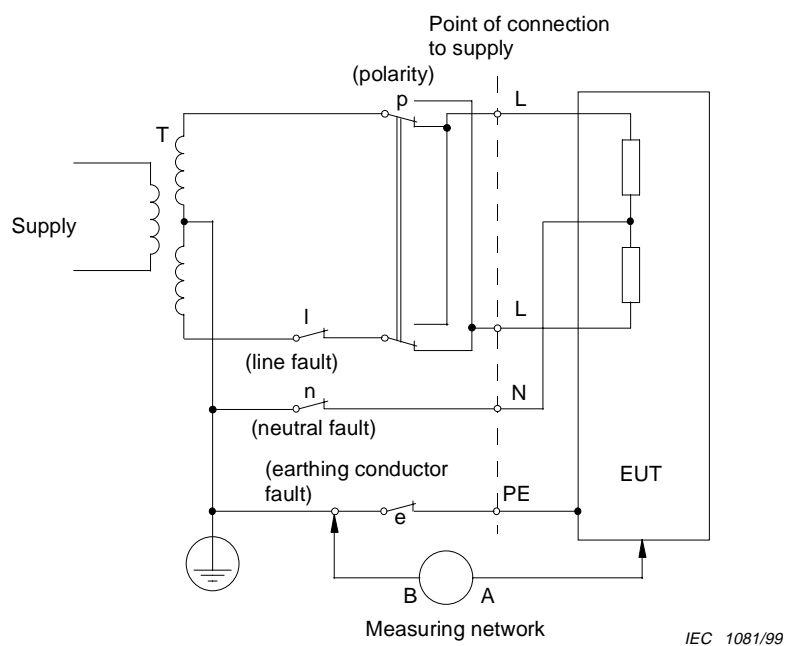 Point of connection
to supply
(polarity)
p
L
T
Supply
l
L
(line fault)
n
N
(neutral fault)
(earthing conductor
fault)
PE
EUT
e
B
A
Measuring network
IEC 1081/99